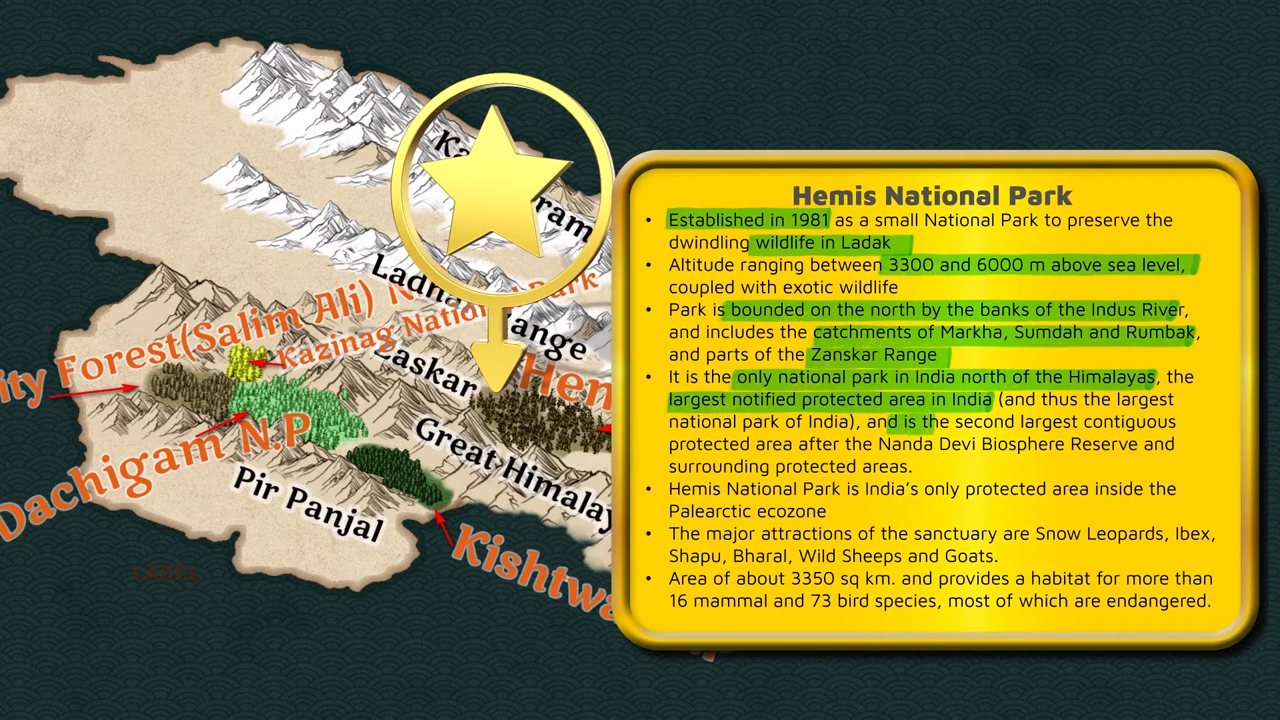 Ka
ram
Ladha
ange
Zaskar
Great Himalay
Pir Panjal
ity Forest(Salim Ali) N
Park
Kazinag Nation
Dachigam N.P
Hem
Kishtwa
LABEL
Hemis National Park
• Established in 1981 as a small National Park to preserve the
dwindling wildlife in Ladak
• Altitude ranging between 3300 and 6000 m above sea level,
coupled with exotic wildlife
• Park is bounded on the north by the banks of the Indus River,
and includes the catchments of Markha, Sumdah and Rumbak,
and parts of the Zanskar Range
• It is the only national park in India north of the Himalayas, the
largest notified protected area in India (and thus the largest
national park of India), and is the second largest contiguous
protected area after the Nanda Devi Biosphere Reserve and
surrounding protected areas.
• Hemis National Park is India’s only protected area inside the
Palearctic ecozone
• The major attractions of the sanctuary are Snow Leopards, Ibex,
Shapu, Bharal, Wild Sheeps and Goats.
• Area of about 3350 sq km. and provides a habitat for more than
16 mammal and 73 bird species, most of which are endangered.